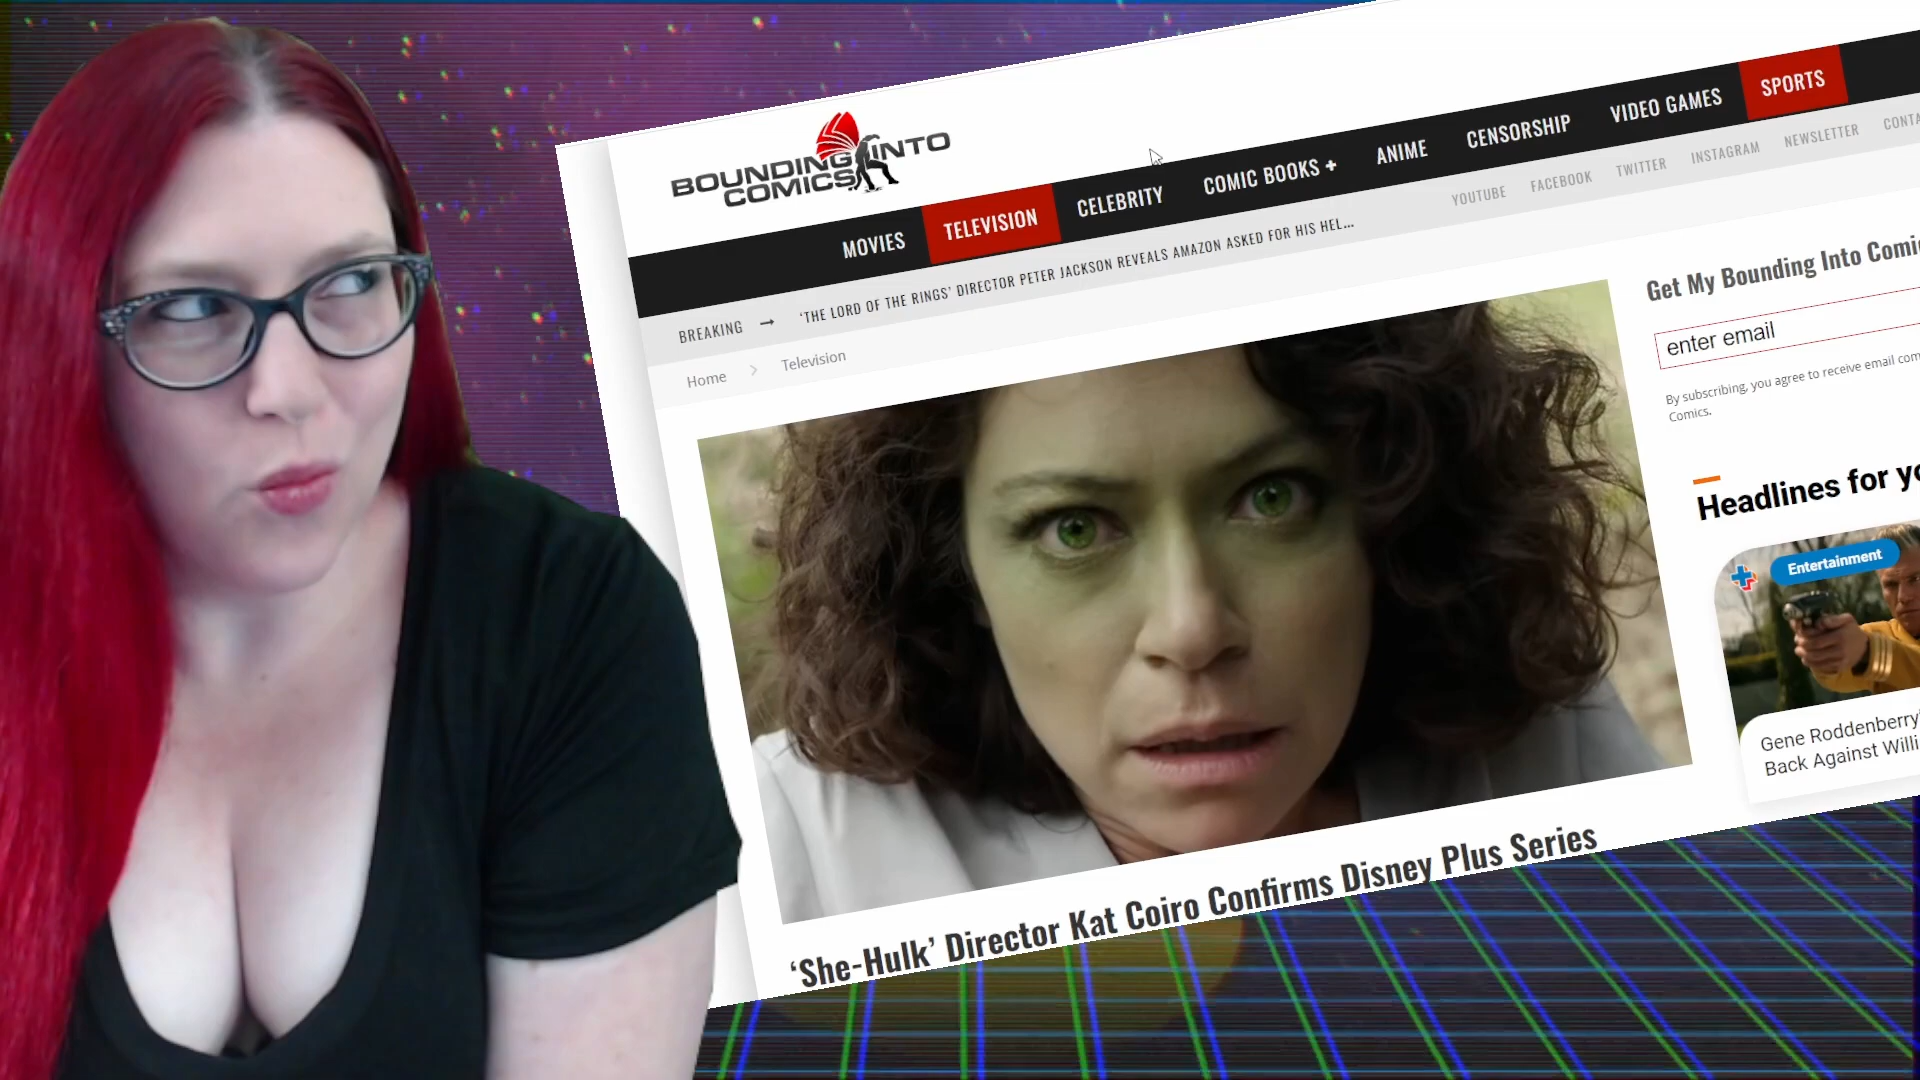 BOUNDING INTO
COMICS
MOVIES TELEVISION CELEBRITY COMIC BOOKS + ANIME CENSORSHIP VIDEO GAMES SPORTS
BREAKING → ‘THE LORD OF THE RINGS’ DIRECTOR PETER JACKSON REVEALS AMAZON ASKED FOR HIS HEL...
YOUTUBE FACEBOOK TWITTER INSTAGRAM NEWSLETTER
Home > Television
Get My Bounding Into
enter email
By subscribing, you agree to receive email
Comics.
Headlines for
Entertainment
Gene Roddenberry'
Back Against
‘She-Hulk’ Director Kat Coiro Confirms Disney Plus Series